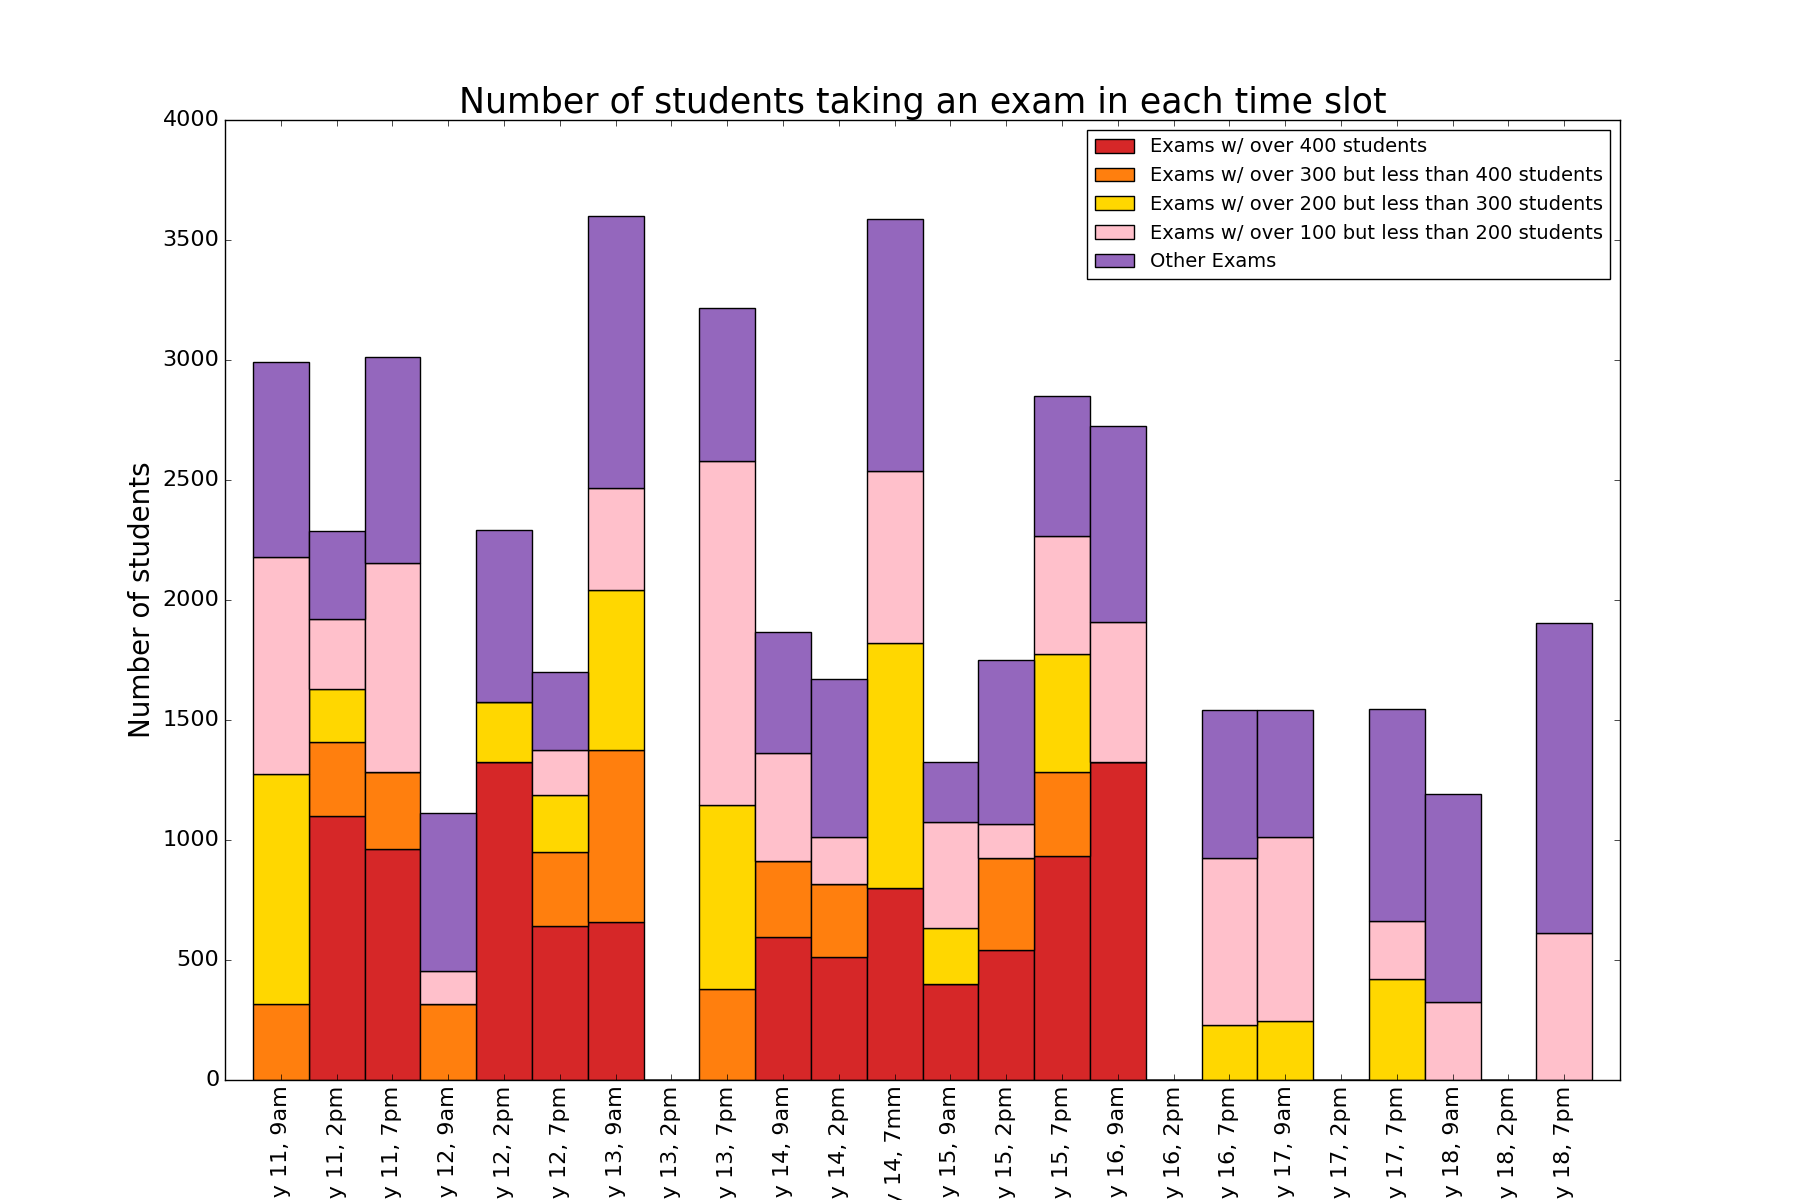 Number of students taking an exam in each time slot
Exams w/ over 400 students
Exams w/ over 300 but less than 400 students
Exams w/ over 200 but less than 300 students
Exams w/ over 100 but less than 200 students
Other Exams
Number of students
4000
3500
3000
2500
2000
1500
1000
500
0
y 11, 9am
y 11, 2pm
y 11, 7pm
y 12, 9am
y 12, 2pm
y 12, 7pm
y 13, 9am
y 13, 2pm
y 13, 7pm
y 14, 9am
y 14, 2pm
y 14, 7mm
y 15, 9am
y 15, 2pm
y 15, 7pm
y 16, 9am
y 16, 2pm
y 16, 7pm
y 17, 9am
y 17, 2pm
y 17, 7pm
y 18, 9am
y 18, 2pm
y 18, 7pm